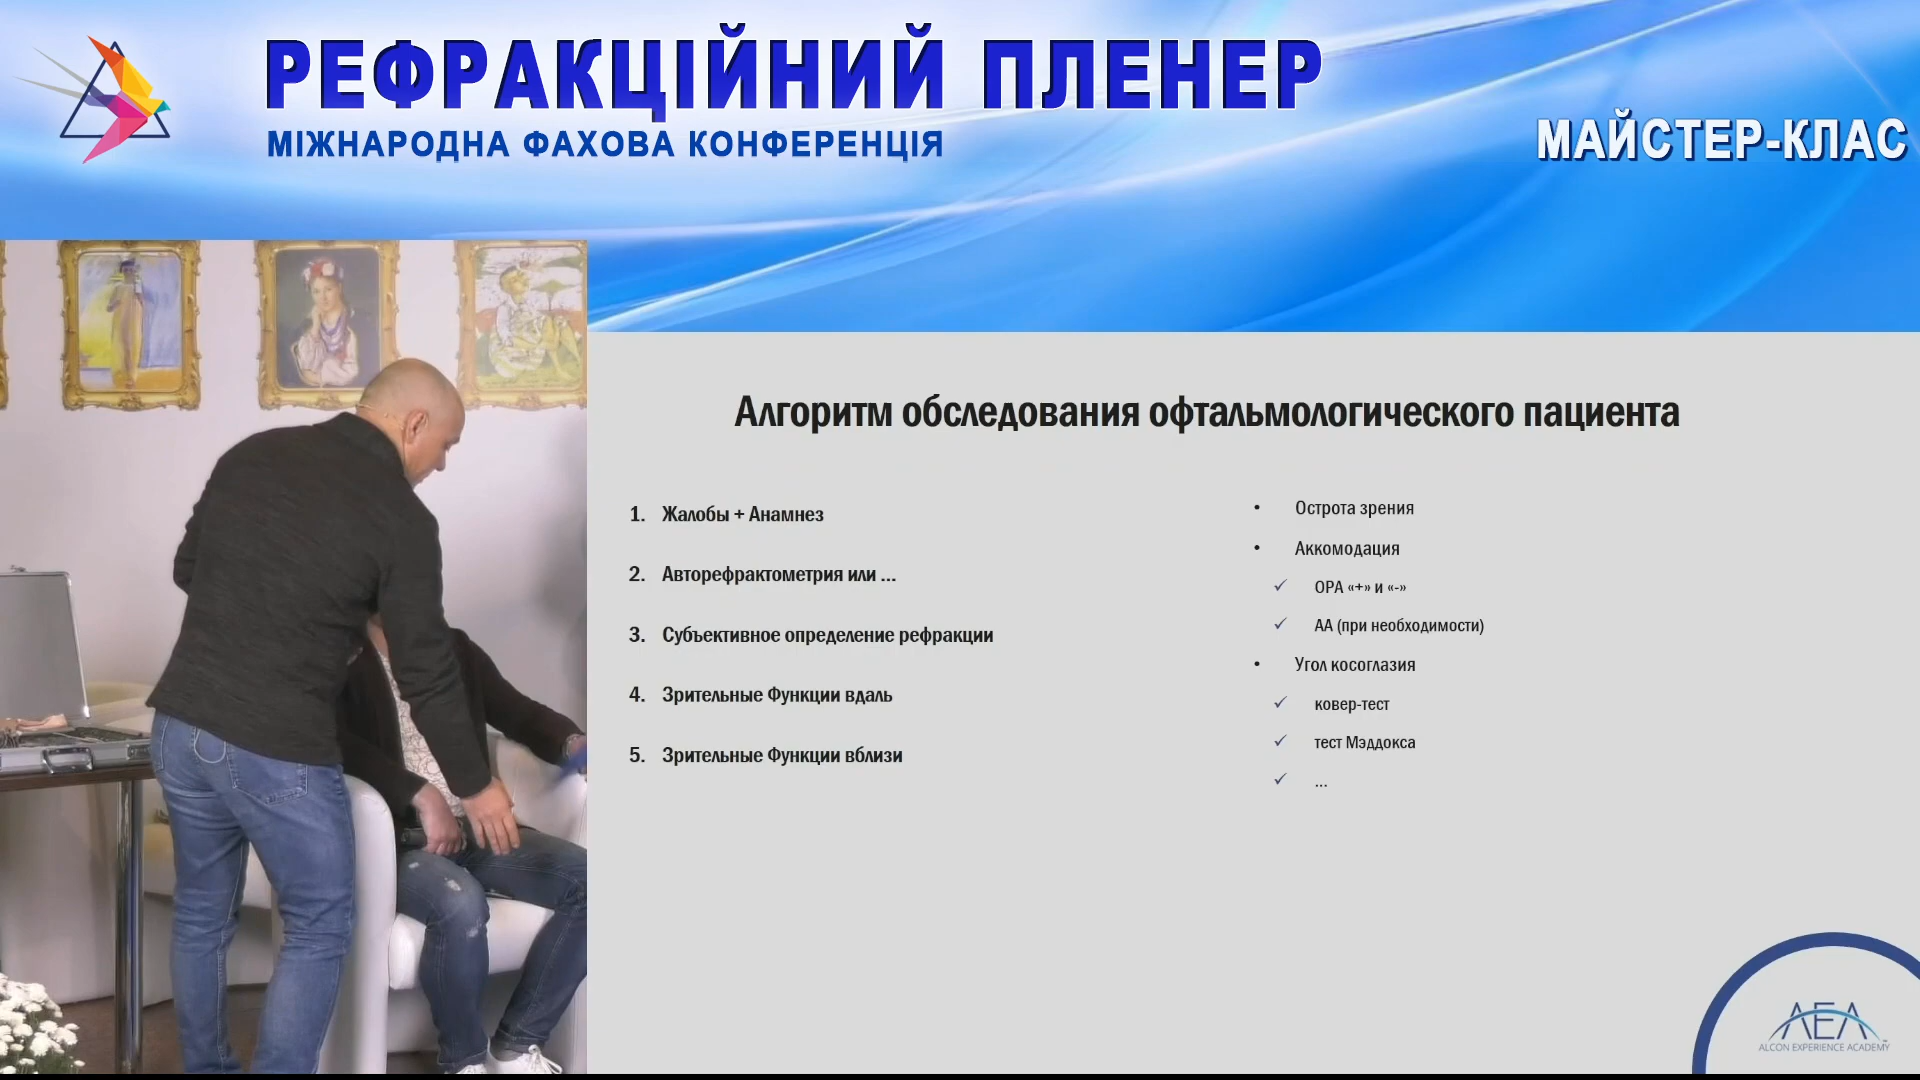 РЕФРАКЦІЙНИЙ ПЛЕНЕР
МІЖНАРОДНА ФАХОВА КОНФЕРЕНЦІЯ
МАЙСТЕР-КЛАС
Алгоритм обследования офтальмологического пациента
1. Жалобы + Анамнез
2. Авторефрактометрия или ...
3. Субъективное определение рефракции
4. Зрительные Функции вдаль
5. Зрительные Функции вблизи
• Острота зрения
• Аккомодация
✓ ОРА «+» и «-»
✓ АА (при необходимости)
• Угол косоглазия
✓ ковер-тест
✓ тест Мэддокса
✓ ...
AEA
ALCON EXPERIENCE ACADEMY